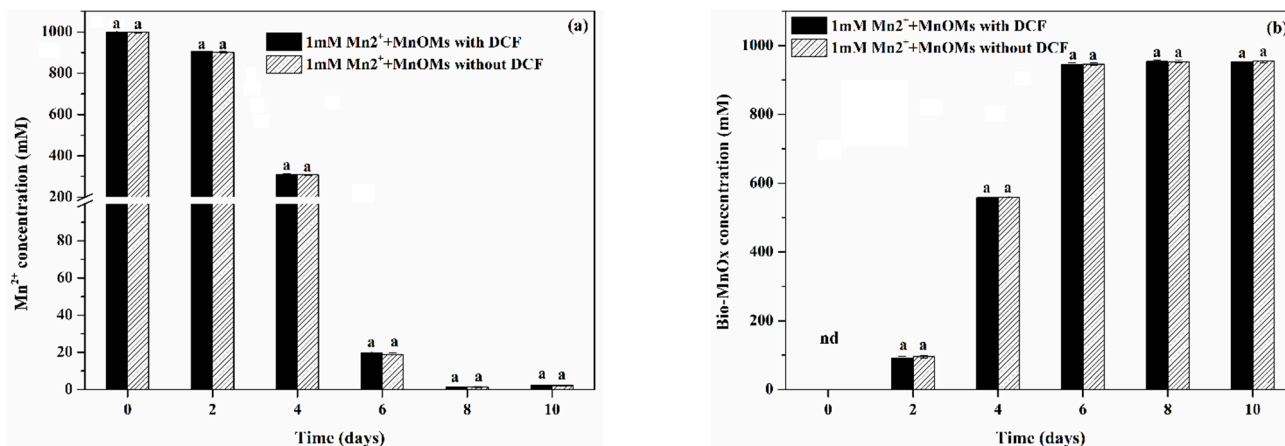 (a)
1mM Mn2⁺+MnOMs with DCF
1mM Mn2⁺+MnOMs without DCF
Mn²⁺ concentration (mM)
1000
800
600
400
200
80
60
40
20
0
a a
a a
a a
a a
a a
a a
0 2 4 6 8 10
Time (days)
(b)
1mM Mn2⁺+MnOMs with DCF
1mM Mn2⁺+MnOMs without DCF
Bio-MnOx concentration (mM)
1000
800
600
400
200
0
nd
a a
a a
a a
a a
a a
0 2 4 6 8 10
Time (days)